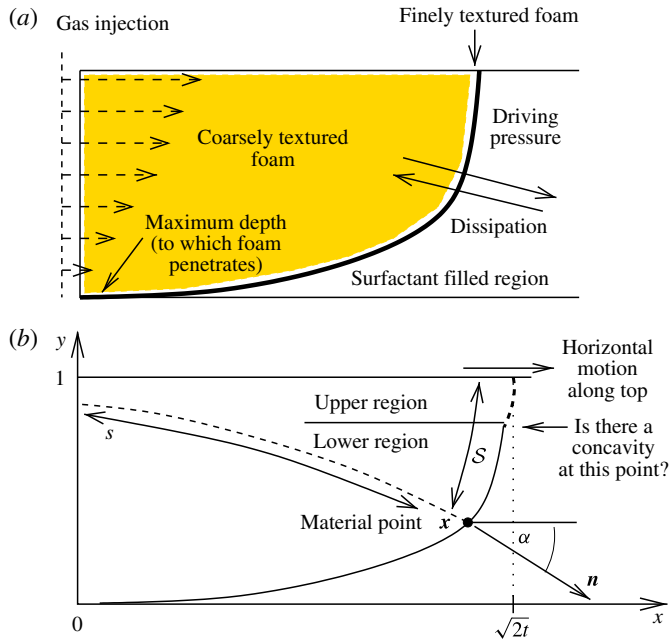 (a)
Gas injection
Finely textured foam
Coarsely textured
foam
Driving
pressure
Dissipation
Maximum depth
(to which foam
penetrates)
Surfactant filled region
(b)
y
1
Horizontal
motion
along top
Upper region
Lower region
Is there a
concavity
at this point?
s
S
Material point
x
α
n
0
√2t
x